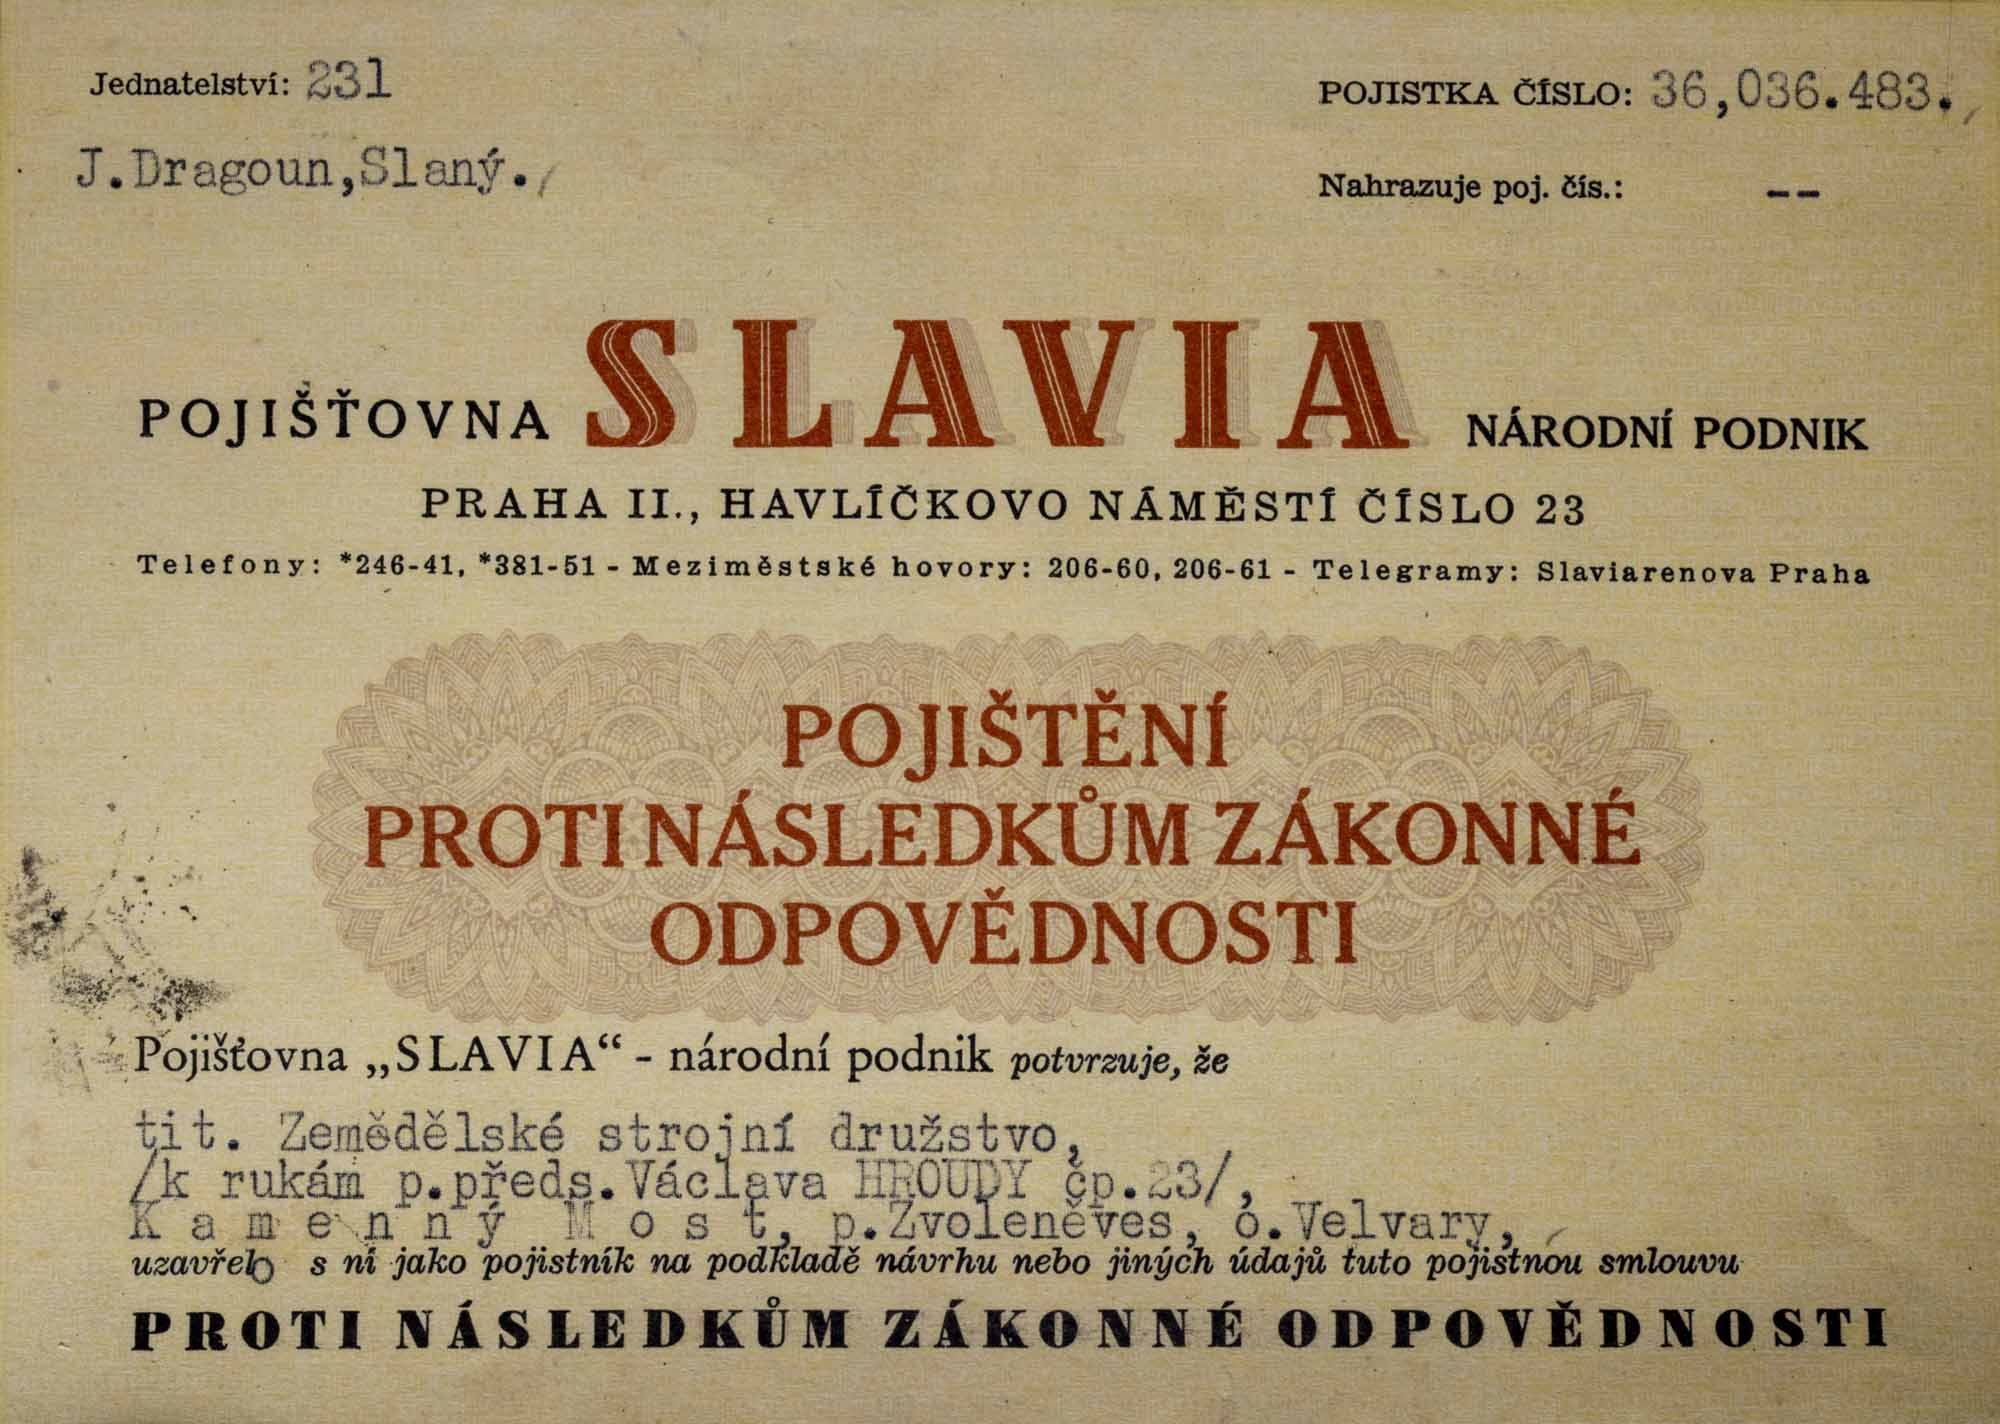 Jednatelství: 231
POJISTKA ČÍSLO: 36,036.483.
J.Dragoun,Slaný.
Nahrazuje poj. čís.: --
POJIŠŤOVNA SLAVIA NÁRODNÍ PODNIK
PRAHA II., HAVLÍČKOVO NÁMĚSTÍ ČÍSLO 23
Telefony: *246-41, *381-51 - Meziměstské hovory: 206-60, 206-61 - Telegramy: Slaviarenova Praha
POJIŠTĚNÍ
PROTI NÁSLEDKŮM ZÁKONNÉ
ODPOVĚDNOSTI
Pojišťovna „SLAVIA“ - národní podnik potvrzuje, že
tit. Zemědělské strojní družstvo,
/k rukám p.předs.Václava HROUDY čp.23/,
Kamenný Most, p.Zvoleněves, o.Velvary,
uzavřelo s ní jako pojistník na podkladě návrhu nebo jiných údajů tuto pojistnou smlouvu
PROTI NÁSLEDKŮM ZÁKONNÉ ODPOVĚDNOSTI